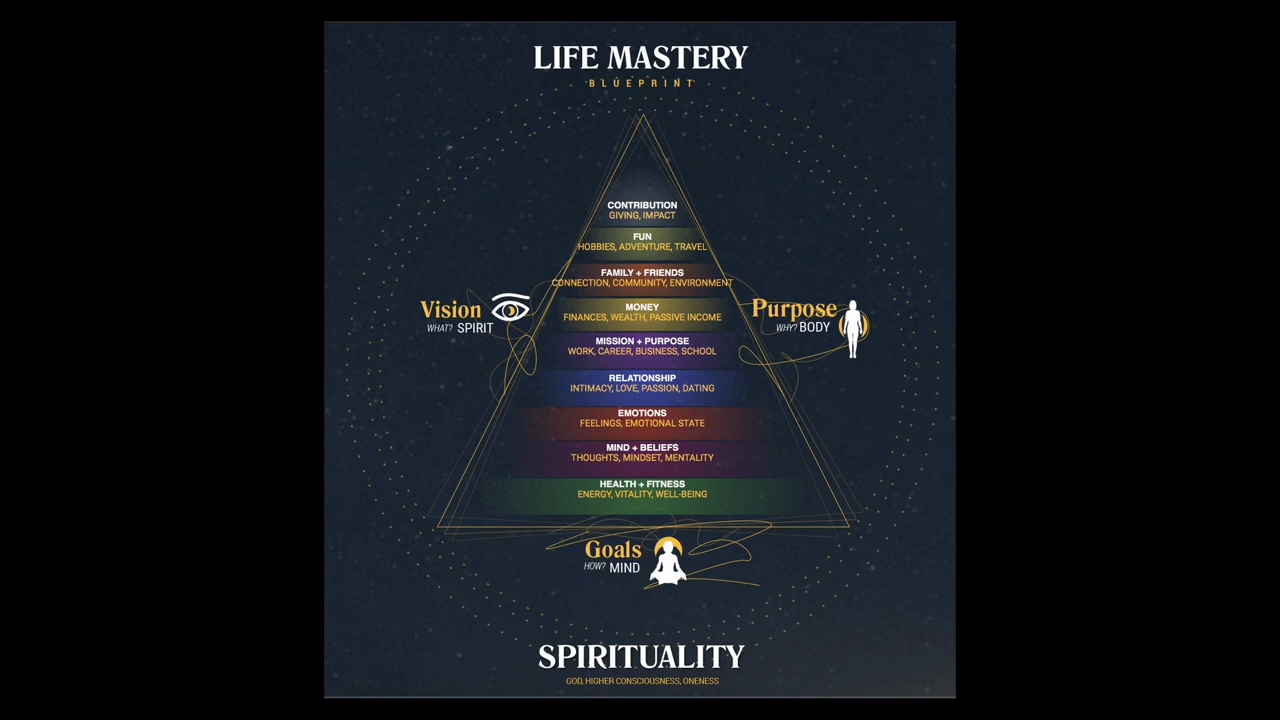 LIFE MASTERY
BLUEPRINT
CONTRIBUTION
GIVING, IMPACT
FUN
HOBBIES, ADVENTURE, TRAVEL
FAMILY + FRIENDS
CONNECTION, COMMUNITY, ENVIRONMENT
MONEY
FINANCES, WEALTH, PASSIVE INCOME
MISSION + PURPOSE
WORK, CAREER, BUSINESS, SCHOOL
RELATIONSHIP
INTIMACY, LOVE, PASSION, DATING
EMOTIONS
FEELINGS, EMOTIONAL STATE
MIND + BELIEFS
THOUGHTS, MINDSET, MENTALITY
HEALTH + FITNESS
ENERGY, VITALITY, WELL-BEING
Vision
WHAT? SPIRIT
Purpose
WHY? BODY
Goals
HOW? MIND
SPIRITUALITY
GOD, HIGHER CONSCIOUSNESS, ONENESS